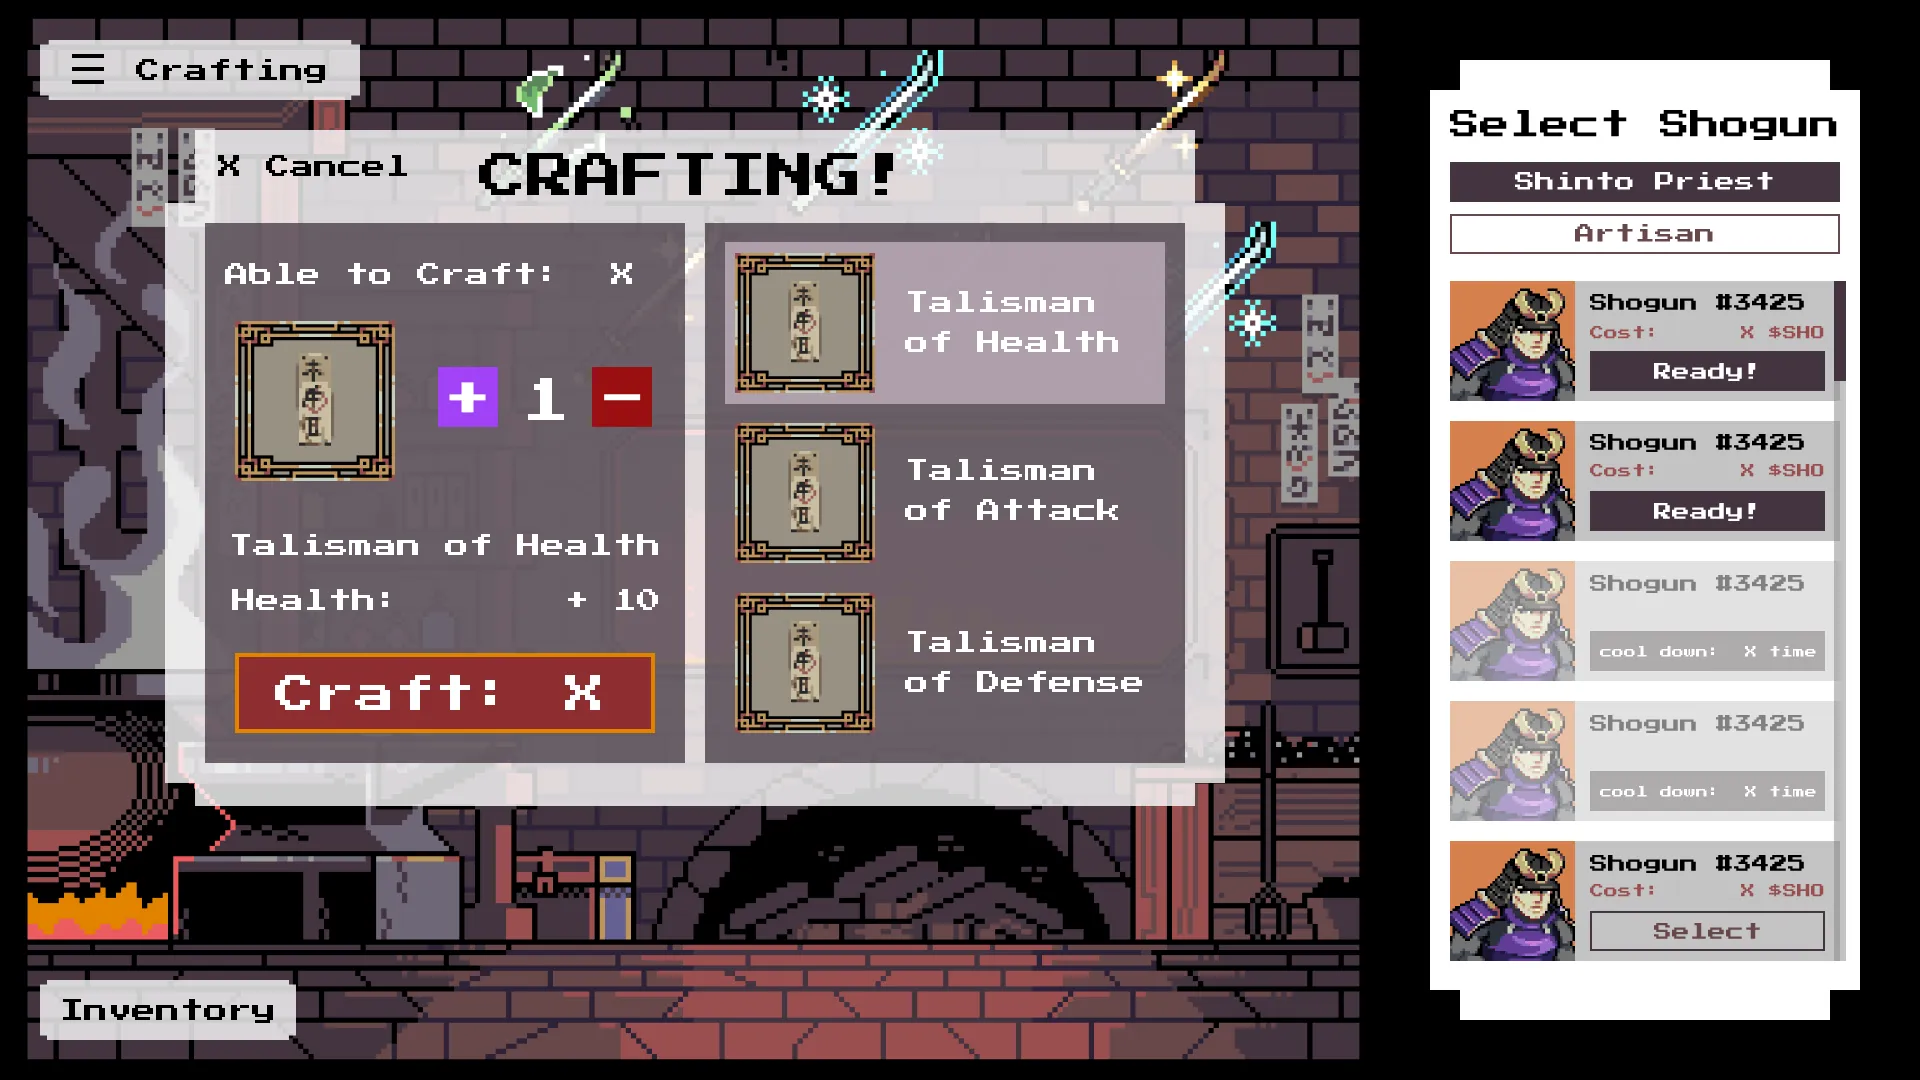 ☰ Crafting
X Cancel
CRAFTING!
Able to Craft: X
+ 1 −
Talisman of Health
Health: + 10
Craft: X
Talisman
of Health
Talisman
of Attack
Talisman
of Defense
Inventory
Select Shogun
Shinto Priest
Artisan
Shogun #3425
Cost: X $SHO
Ready!
Shogun #3425
Cost: X $SHO
Ready!
Shogun #3425
cool down: X time
Shogun #3425
cool down: X time
Shogun #3425
Cost: X $SHO
Select